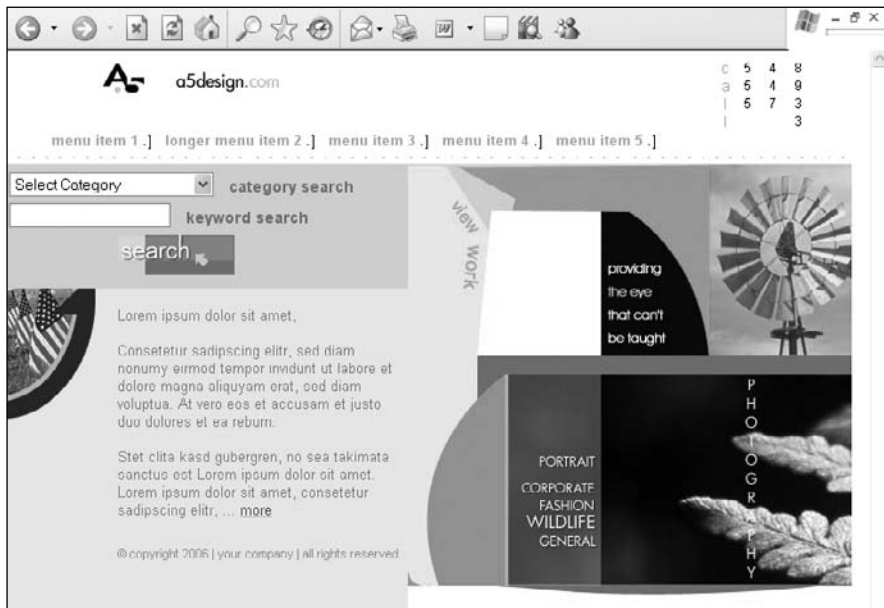 a5design.com
c 5 4 8
a 5 4 9
l 5 7 3
l 3
menu item 1 .] longer menu item 2 .] menu item 3 .] menu item 4 .] menu item 5 .]
Select Category
category search
keyword search
search
Lorem ipsum dolor sit amet,
Consetetur sadipscing elitr, sed diam
nonumy eirmod tempor invidunt ut labore et
dolore magna aliquyam erat, sed diam
voluptua. At vero eos et accusam et justo
duo dolores et ea rebum.
Stet clita kasd gubergren, no sea takimata
sanctus est Lorem ipsum dolor sit amet.
Lorem ipsum dolor sit amet, consetetur
sadipscing elitr, ... more
© copyright 2006 | your company | all rights reserved
view work
providing
the eye
that can't
be taught
PORTRAIT
CORPORATE
FASHION
WILDLIFE
GENERAL
PHOTOGRAPHY